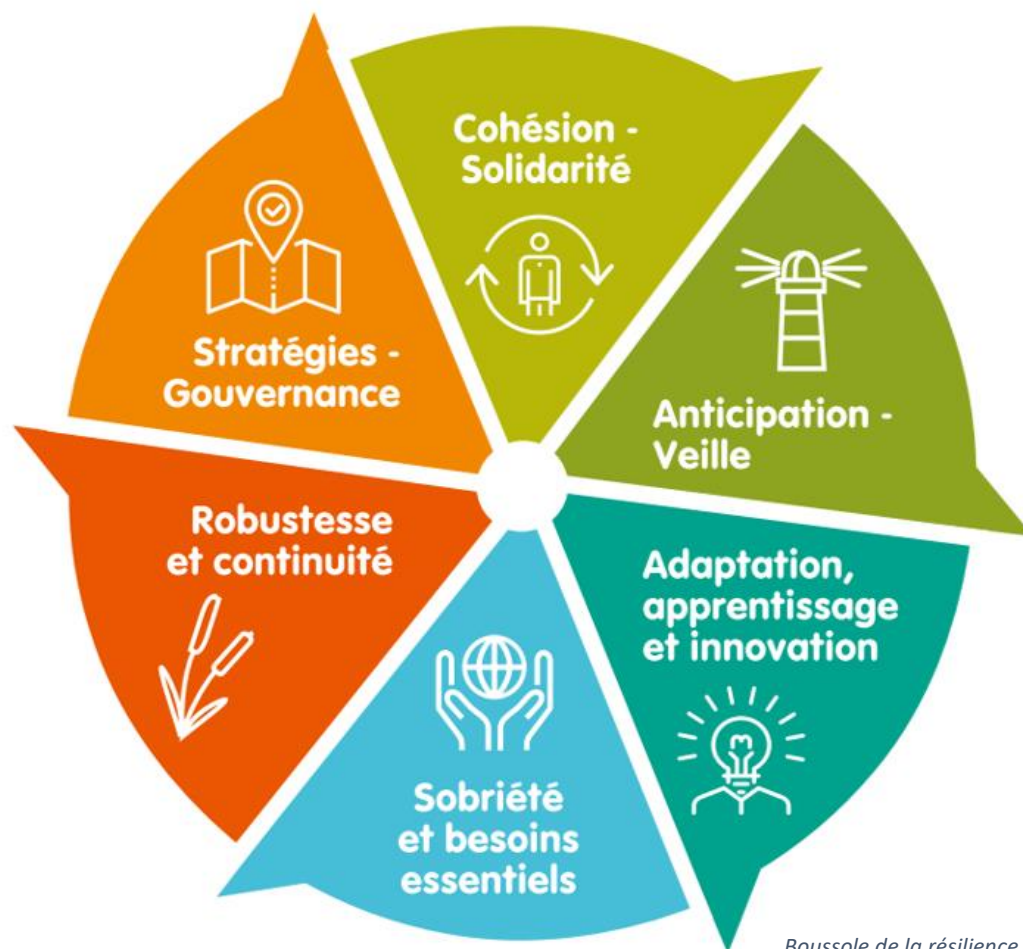 Cohésion -
Solidarité
Anticipation -
Veille
Adaptation,
apprentissage
et innovation
Sobriété
et besoins
essentiels
Robustesse
et continuité
Stratégies -
Gouvernance
Boussole de la résilience